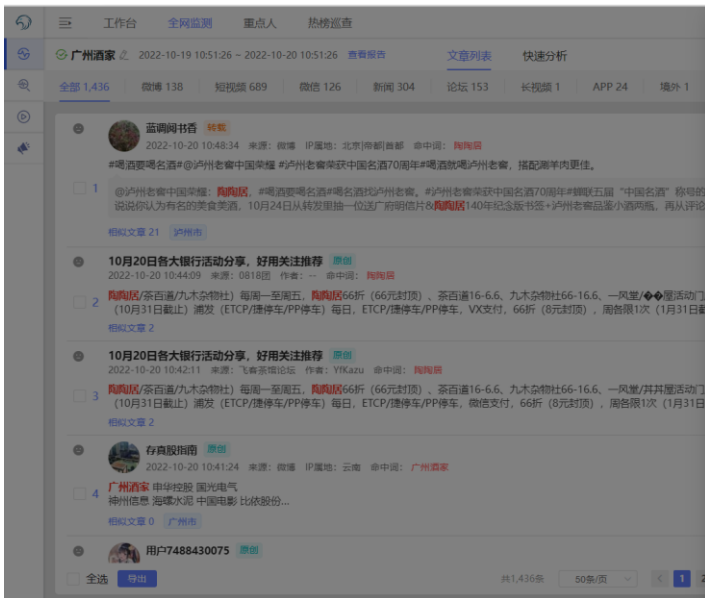 工作台 全网监测 重点人 热榜巡查
广州酒家 2022-10-19 10:51:26 ~ 2022-10-20 10:51:26 查看报告 文章列表 快速分析
全部 1,436 微博 138 短视频 689 微信 126 新闻 304 论坛 153 长视频 1 APP 24 境外 1
蓝调阅书香 转载
2022-10-20 10:48:34 来源: 微博 IP属地: 北京|帝都|首都 命中词: 陶陶居
#喝酒要喝名酒#@泸州老窖中国荣耀 #泸州老窖荣获中国名酒70周年#喝酒就喝泸州老窖,搭配涮羊肉更佳。
1 @泸州老窖中国荣耀: 陶陶居, #喝酒要喝名酒#喝名酒找泸州老窖。#泸州老窖荣获中国名酒70周年#蝉联五届 “中国名酒” 称号的
说说你认为有名的美食美酒, 10月24日从转发里抽一位送广府明信片&陶陶居140年纪念版书签+泸州老窖品鉴小酒两瓶, 再从评论
相似文章 21 泸州市
10月20日各大银行活动分享,好用关注推荐 原创
2022-10-20 10:44:09 来源: 0818团 作者: -- 命中词: 陶陶居
2 陶陶居/茶百道/九木杂物社) 每周一至周五, 陶陶居66折 (66元封顶) 、茶百道16-6.6、九木杂物社66-16.6、一风堂/��屋活动门
(10月31日截止) 浦发 (ETCP/捷停车/PP停车) 每日, ETCP/捷停车/PP停车, VX支付, 66折 (8元封顶) , 周各限1次 (1月31日
相似文章 2
10月20日各大银行活动分享,好用关注推荐 原创
2022-10-20 10:42:11 来源: 飞客茶馆论坛 作者: YfKazu 命中词: 陶陶居
3 陶陶居/茶百道/九木杂物社) 每周一至周五, 陶陶居66折 (66元封顶) 、茶百道16-6.6、九木杂物社66-16.6、一风堂/丼丼屋活动门
(10月31日截止) 浦发 (ETCP/捷停车/PP停车) 每日, ETCP/捷停车/PP停车, 微信支付, 66折 (8元封顶) , 周各限1次 (1月31日
相似文章 2
存真股指南 原创
2022-10-20 10:41:24 来源: 微博 IP属地: 云南 命中词: 广州酒家
广州酒家 申华控股 国光电气
4 神州信息 海螺水泥 中国电影 比依股份...
相似文章 0 广州市
用户7488430075 原创
全选 导出 共1,436条 50条/页 1 2